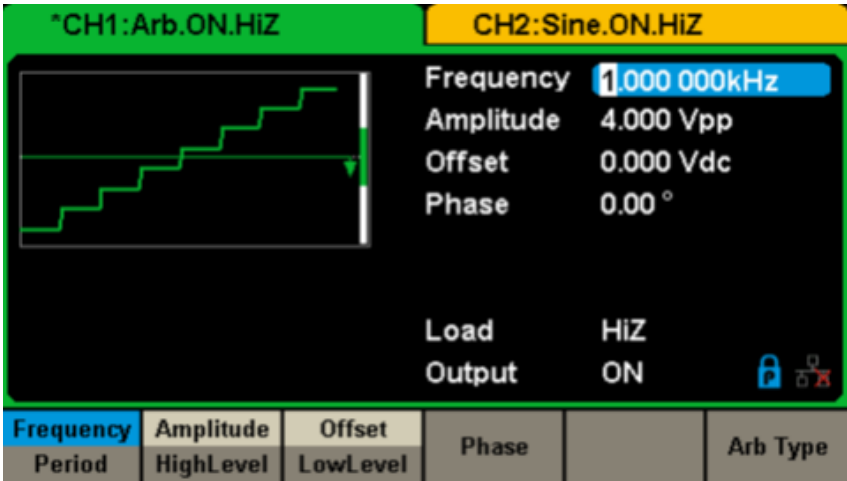 *CH1:Arb.ON.HiZ
CH2:Sine.ON.HiZ
Frequency 1.000 000kHz
Amplitude 4.000 Vpp
Offset 0.000 Vdc
Phase 0.00 °
Load HiZ
Output ON
P
Frequency Amplitude Offset Phase Arb Type
Period HighLevel LowLevel